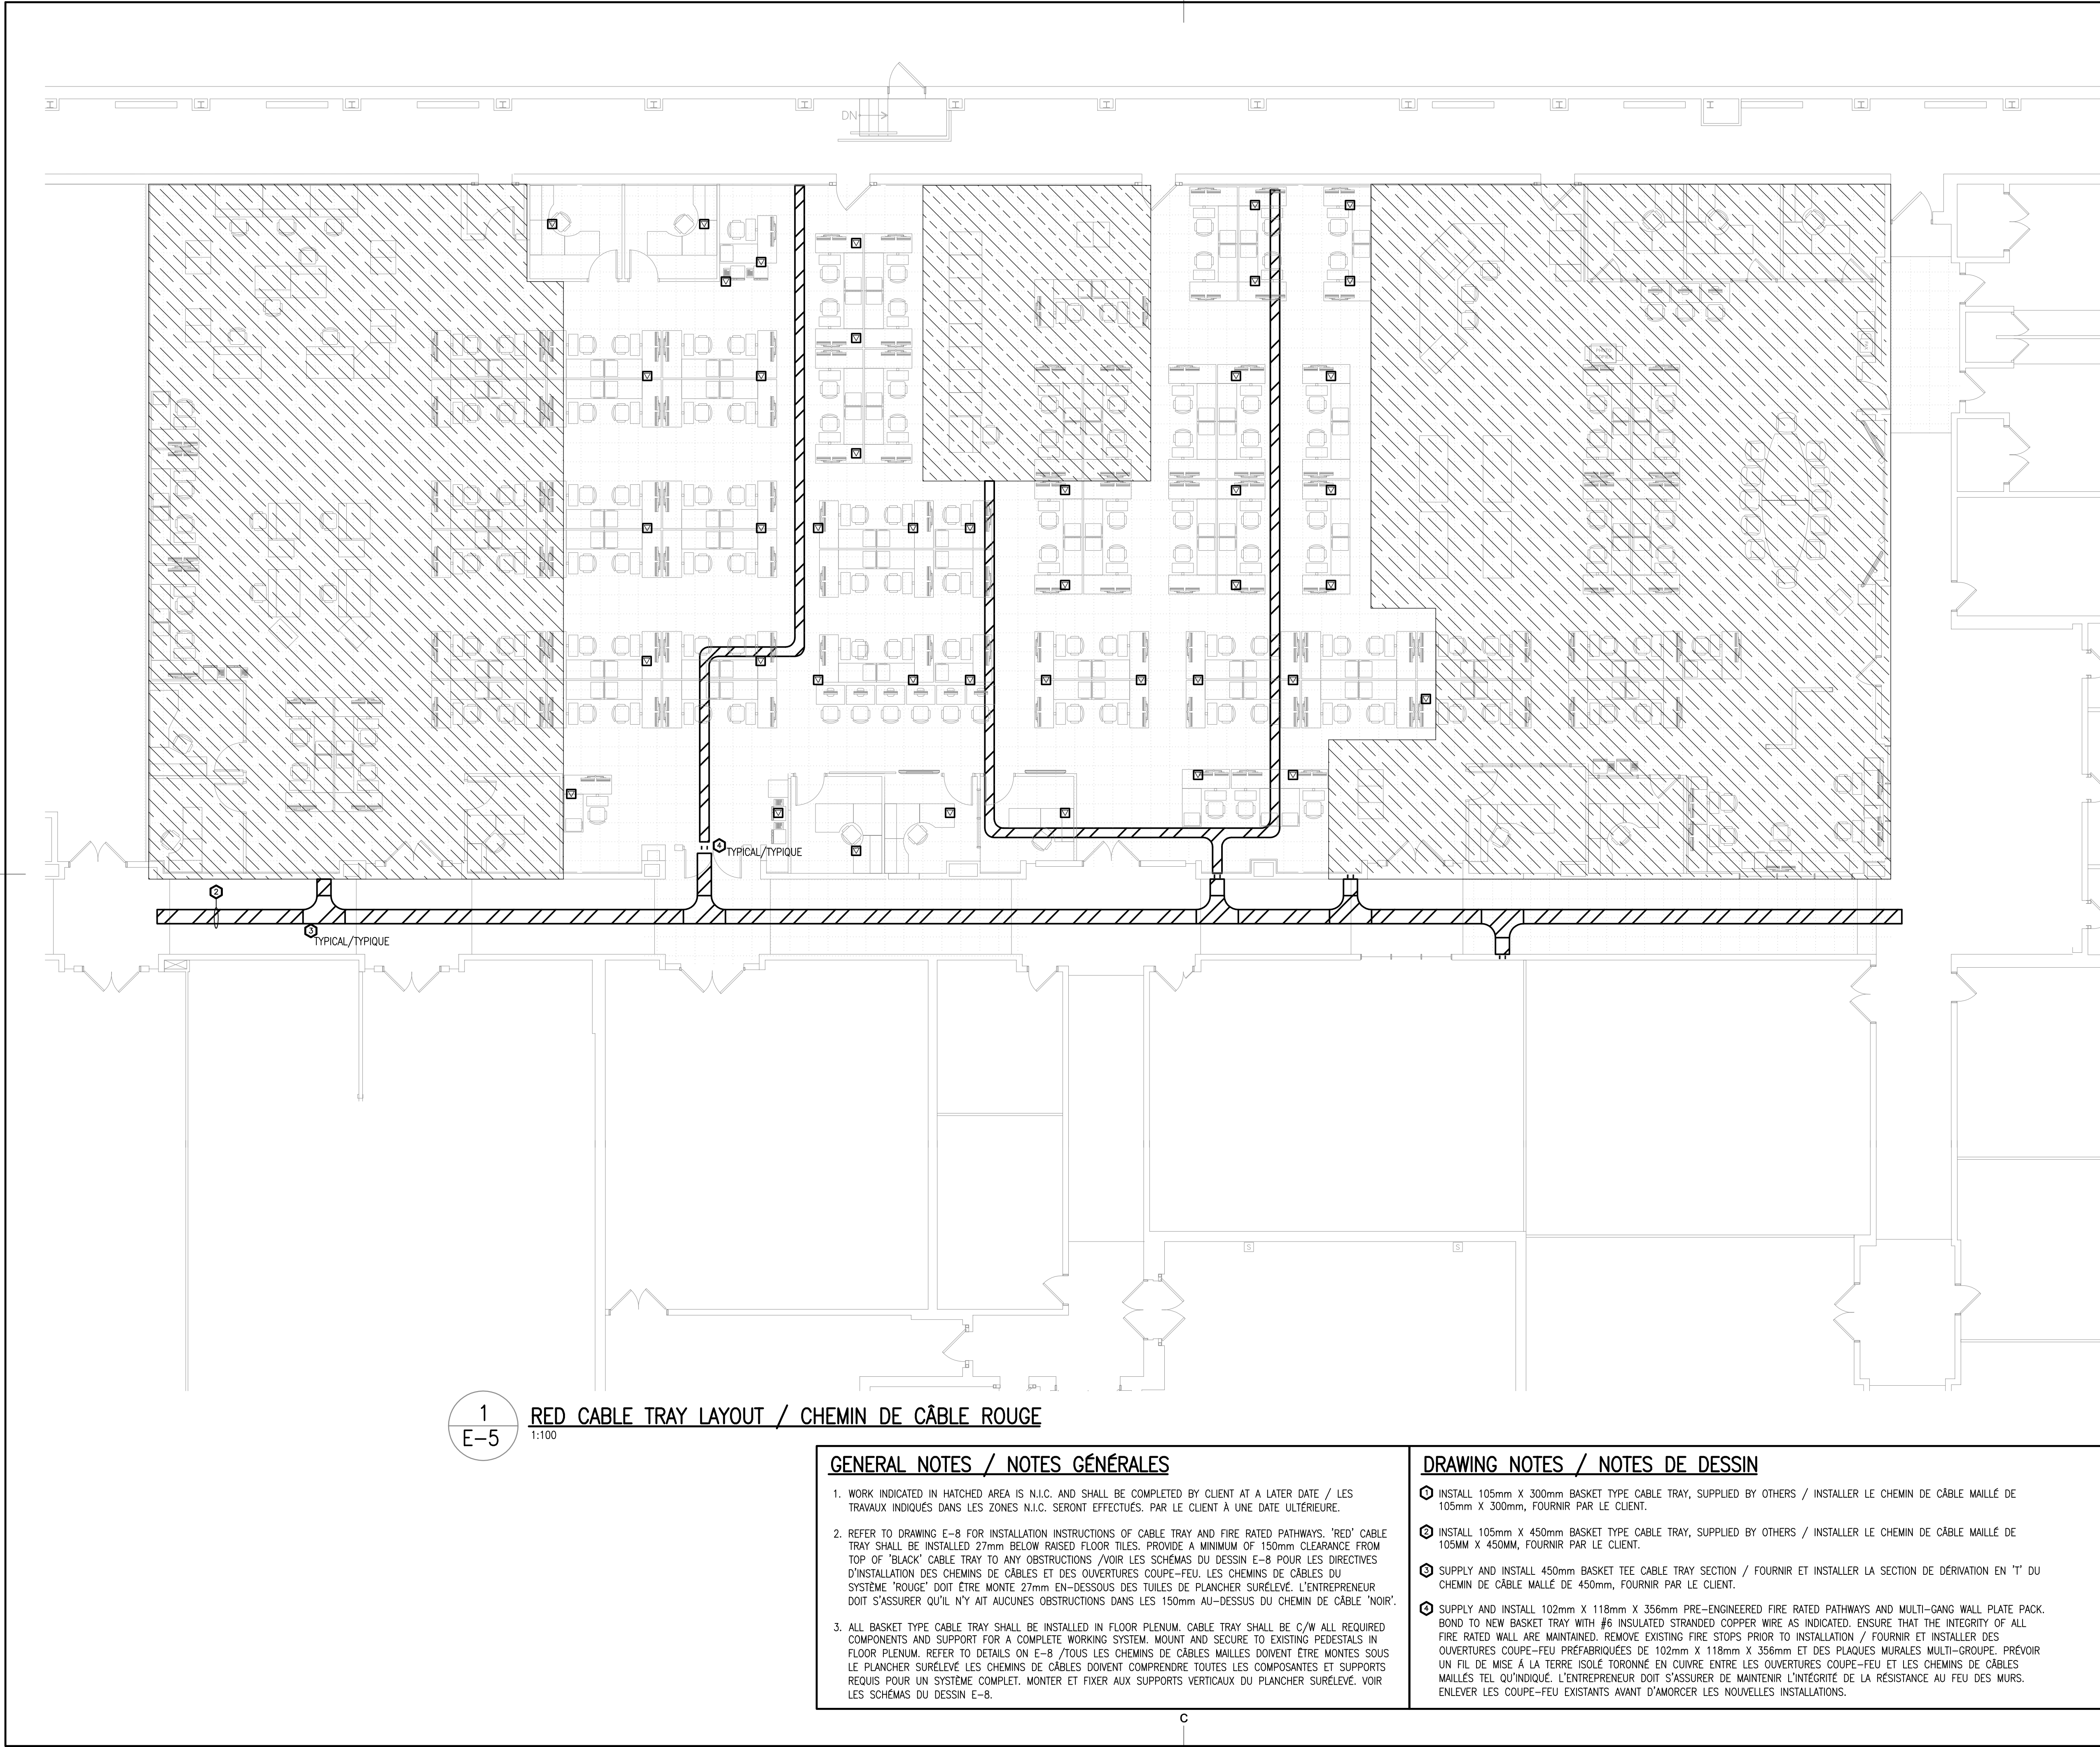 DN
2
3
TYPICAL/TYPIQUE
4
TYPICAL/TYPIQUE
S
S
1
E-5
RED CABLE TRAY LAYOUT / CHEMIN DE CÂBLE ROUGE
1:100
GENERAL NOTES / NOTES GÉNÉRALES
1. WORK INDICATED IN HATCHED AREA IS N.I.C. AND SHALL BE COMPLETED BY CLIENT AT A LATER DATE / LES
TRAVAUX INDIQUÉS DANS LES ZONES N.I.C. SERONT EFFECTUÉS. PAR LE CLIENT À UNE DATE ULTÉRIEURE.
2. REFER TO DRAWING E-8 FOR INSTALLATION INSTRUCTIONS OF CABLE TRAY AND FIRE RATED PATHWAYS. 'RED' CABLE
TRAY SHALL BE INSTALLED 27mm BELOW RAISED FLOOR TILES. PROVIDE A MINIMUM OF 150mm CLEARANCE FROM
TOP OF 'BLACK' CABLE TRAY TO ANY OBSTRUCTIONS /VOIR LES SCHÉMAS DU DESSIN E-8 POUR LES DIRECTIVES
D'INSTALLATION DES CHEMINS DE CÂBLES ET DES OUVERTURES COUPE-FEU. LES CHEMINS DE CÂBLES DU
SYSTÈME 'ROUGE' DOIT ÊTRE MONTE 27mm EN-DESSOUS DES TUILES DE PLANCHER SURÉLEVÉ. L'ENTREPRENEUR
DOIT S'ASSURER QU'IL N'Y AIT AUCUNES OBSTRUCTIONS DANS LES 150mm AU-DESSUS DU CHEMIN DE CÂBLE 'NOIR'.
3. ALL BASKET TYPE CABLE TRAY SHALL BE INSTALLED IN FLOOR PLENUM. CABLE TRAY SHALL BE C/W ALL REQUIRED
COMPONENTS AND SUPPORT FOR A COMPLETE WORKING SYSTEM. MOUNT AND SECURE TO EXISTING PEDESTALS IN
FLOOR PLENUM. REFER TO DETAILS ON E-8 /TOUS LES CHEMINS DE CÂBLES MAILLES DOIVENT ÊTRE MONTES SOUS
LE PLANCHER SURÉLEVÉ LES CHEMINS DE CÂBLES DOIVENT COMPRENDRE TOUTES LES COMPOSANTES ET SUPPORTS
REQUIS POUR UN SYSTÈME COMPLET. MONTER ET FIXER AUX SUPPORTS VERTICAUX DU PLANCHER SURÉLEVÉ. VOIR
LES SCHÉMAS DU DESSIN E-8.
DRAWING NOTES / NOTES DE DESSIN
1 INSTALL 105mm X 300mm BASKET TYPE CABLE TRAY, SUPPLIED BY OTHERS / INSTALLER LE CHEMIN DE CÂBLE MAILLÉ DE
105mm X 300mm, FOURNIR PAR LE CLIENT.
2 INSTALL 105mm X 450mm BASKET TYPE CABLE TRAY, SUPPLIED BY OTHERS / INSTALLER LE CHEMIN DE CÂBLE MAILLÉ DE
105MM X 450MM, FOURNIR PAR LE CLIENT.
3 SUPPLY AND INSTALL 450mm BASKET TEE CABLE TRAY SECTION / FOURNIR ET INSTALLER LA SECTION DE DÉRIVATION EN 'T' DU
CHEMIN DE CÂBLE MALLÉ DE 450mm, FOURNIR PAR LE CLIENT.
4 SUPPLY AND INSTALL 102mm X 118mm X 356mm PRE-ENGINEERED FIRE RATED PATHWAYS AND MULTI-GANG WALL PLATE PACK.
BOND TO NEW BASKET TRAY WITH #6 INSULATED STRANDED COPPER WIRE AS INDICATED. ENSURE THAT THE INTEGRITY OF ALL
FIRE RATED WALL ARE MAINTAINED. REMOVE EXISTING FIRE STOPS PRIOR TO INSTALLATION / FOURNIR ET INSTALLER DES
OUVERTURES COUPE-FEU PRÉFABRIQUÉES DE 102mm X 118mm X 356mm ET DES PLAQUES MURALES MULTI-GROUPE. PRÉVOIR
UN FIL DE MISE Á LA TERRE ISOLÉ TORONNÉ EN CUIVRE ENTRE LES OUVERTURES COUPE-FEU ET LES CHEMINS DE CÂBLES
MAILLÉS TEL QU'INDIQUÉ. L'ENTREPRENEUR DOIT S'ASSURER DE MAINTENIR L'INTÉGRITÉ DE LA RÉSISTANCE AU FEU DES MURS.
ENLEVER LES COUPE-FEU EXISTANTS AVANT D'AMORCER LES NOUVELLES INSTALLATIONS.
C